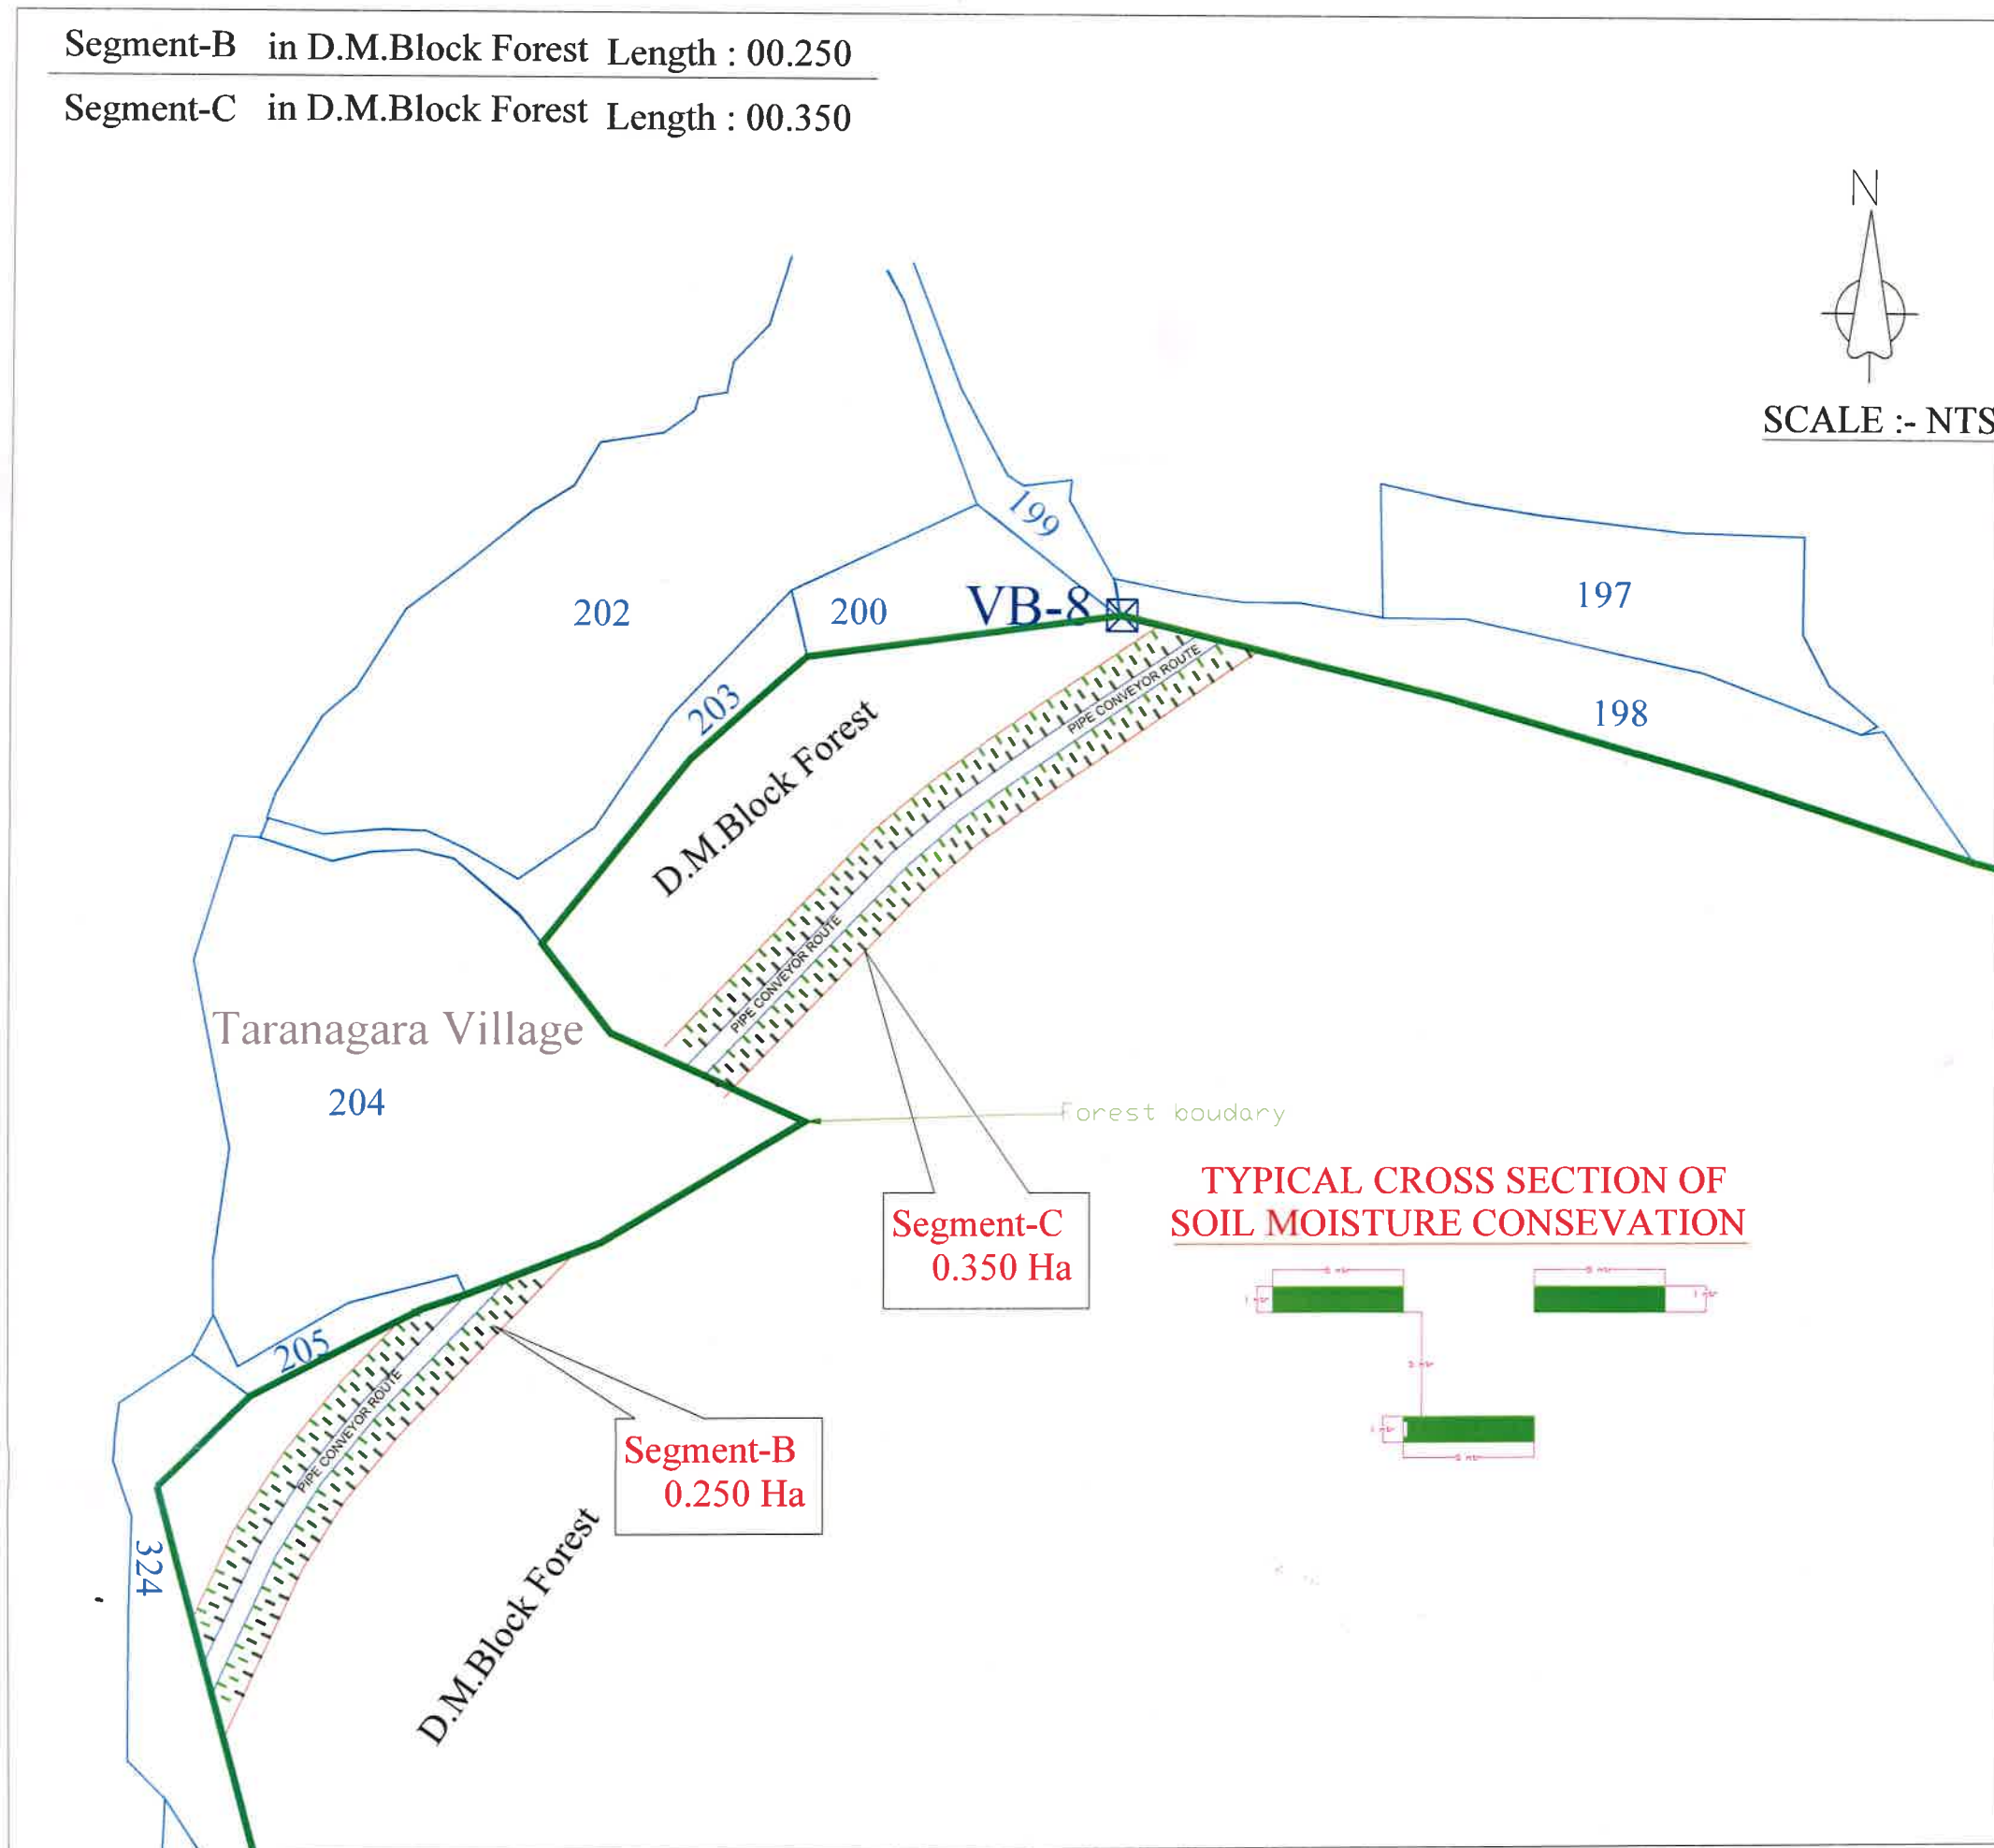 Segment-B in D.M.Block Forest Length : 00.250
Segment-C in D.M.Block Forest Length : 00.350
N
SCALE :- NTS
199
197
202
200
VB-8
203
198
PIPE CONVEYOR ROUTE
D.M.Block Forest
PIPE CONVEYOR ROUTE
Taranagara Village
204
Forest boudary
TYPICAL CROSS SECTION OF
SOIL MOISTURE CONSEVATION
Segment-C
0.350 Ha
205
PIPE CONVEYOR ROUTE
Segment-B
0.250 Ha
324
D.M.Block Forest